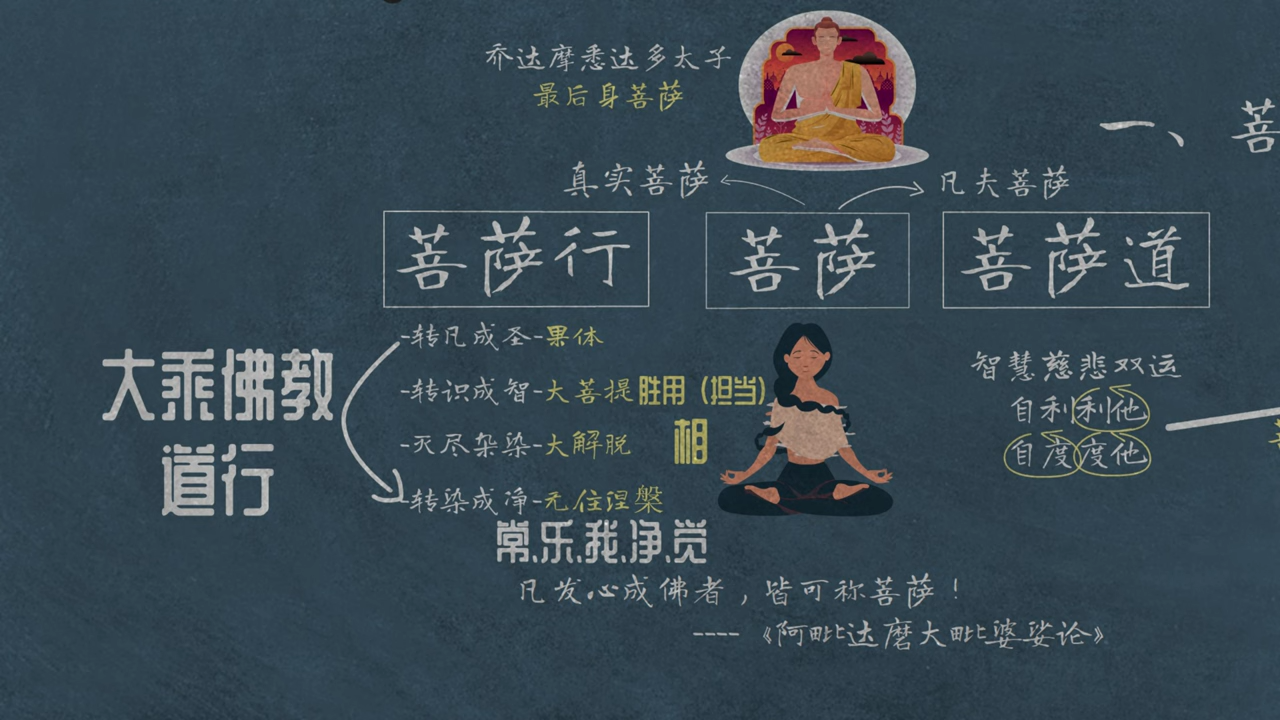 乔达摩悉达多太子
最后身菩萨
一、 菩
真实菩萨
凡夫菩萨
菩萨行
菩萨
菩萨道
大乘佛教
道行
-转凡成圣-果体
-转识成智-大菩提胜用（担当）
-灭尽杂染-大解脱 相
-转染成净-无住涅槃
常、乐、我、净、觉
智慧慈悲双运
自利利他
自度度他
凡发心成佛者，皆可称菩萨！
----《阿毗达磨大毗婆娑论》